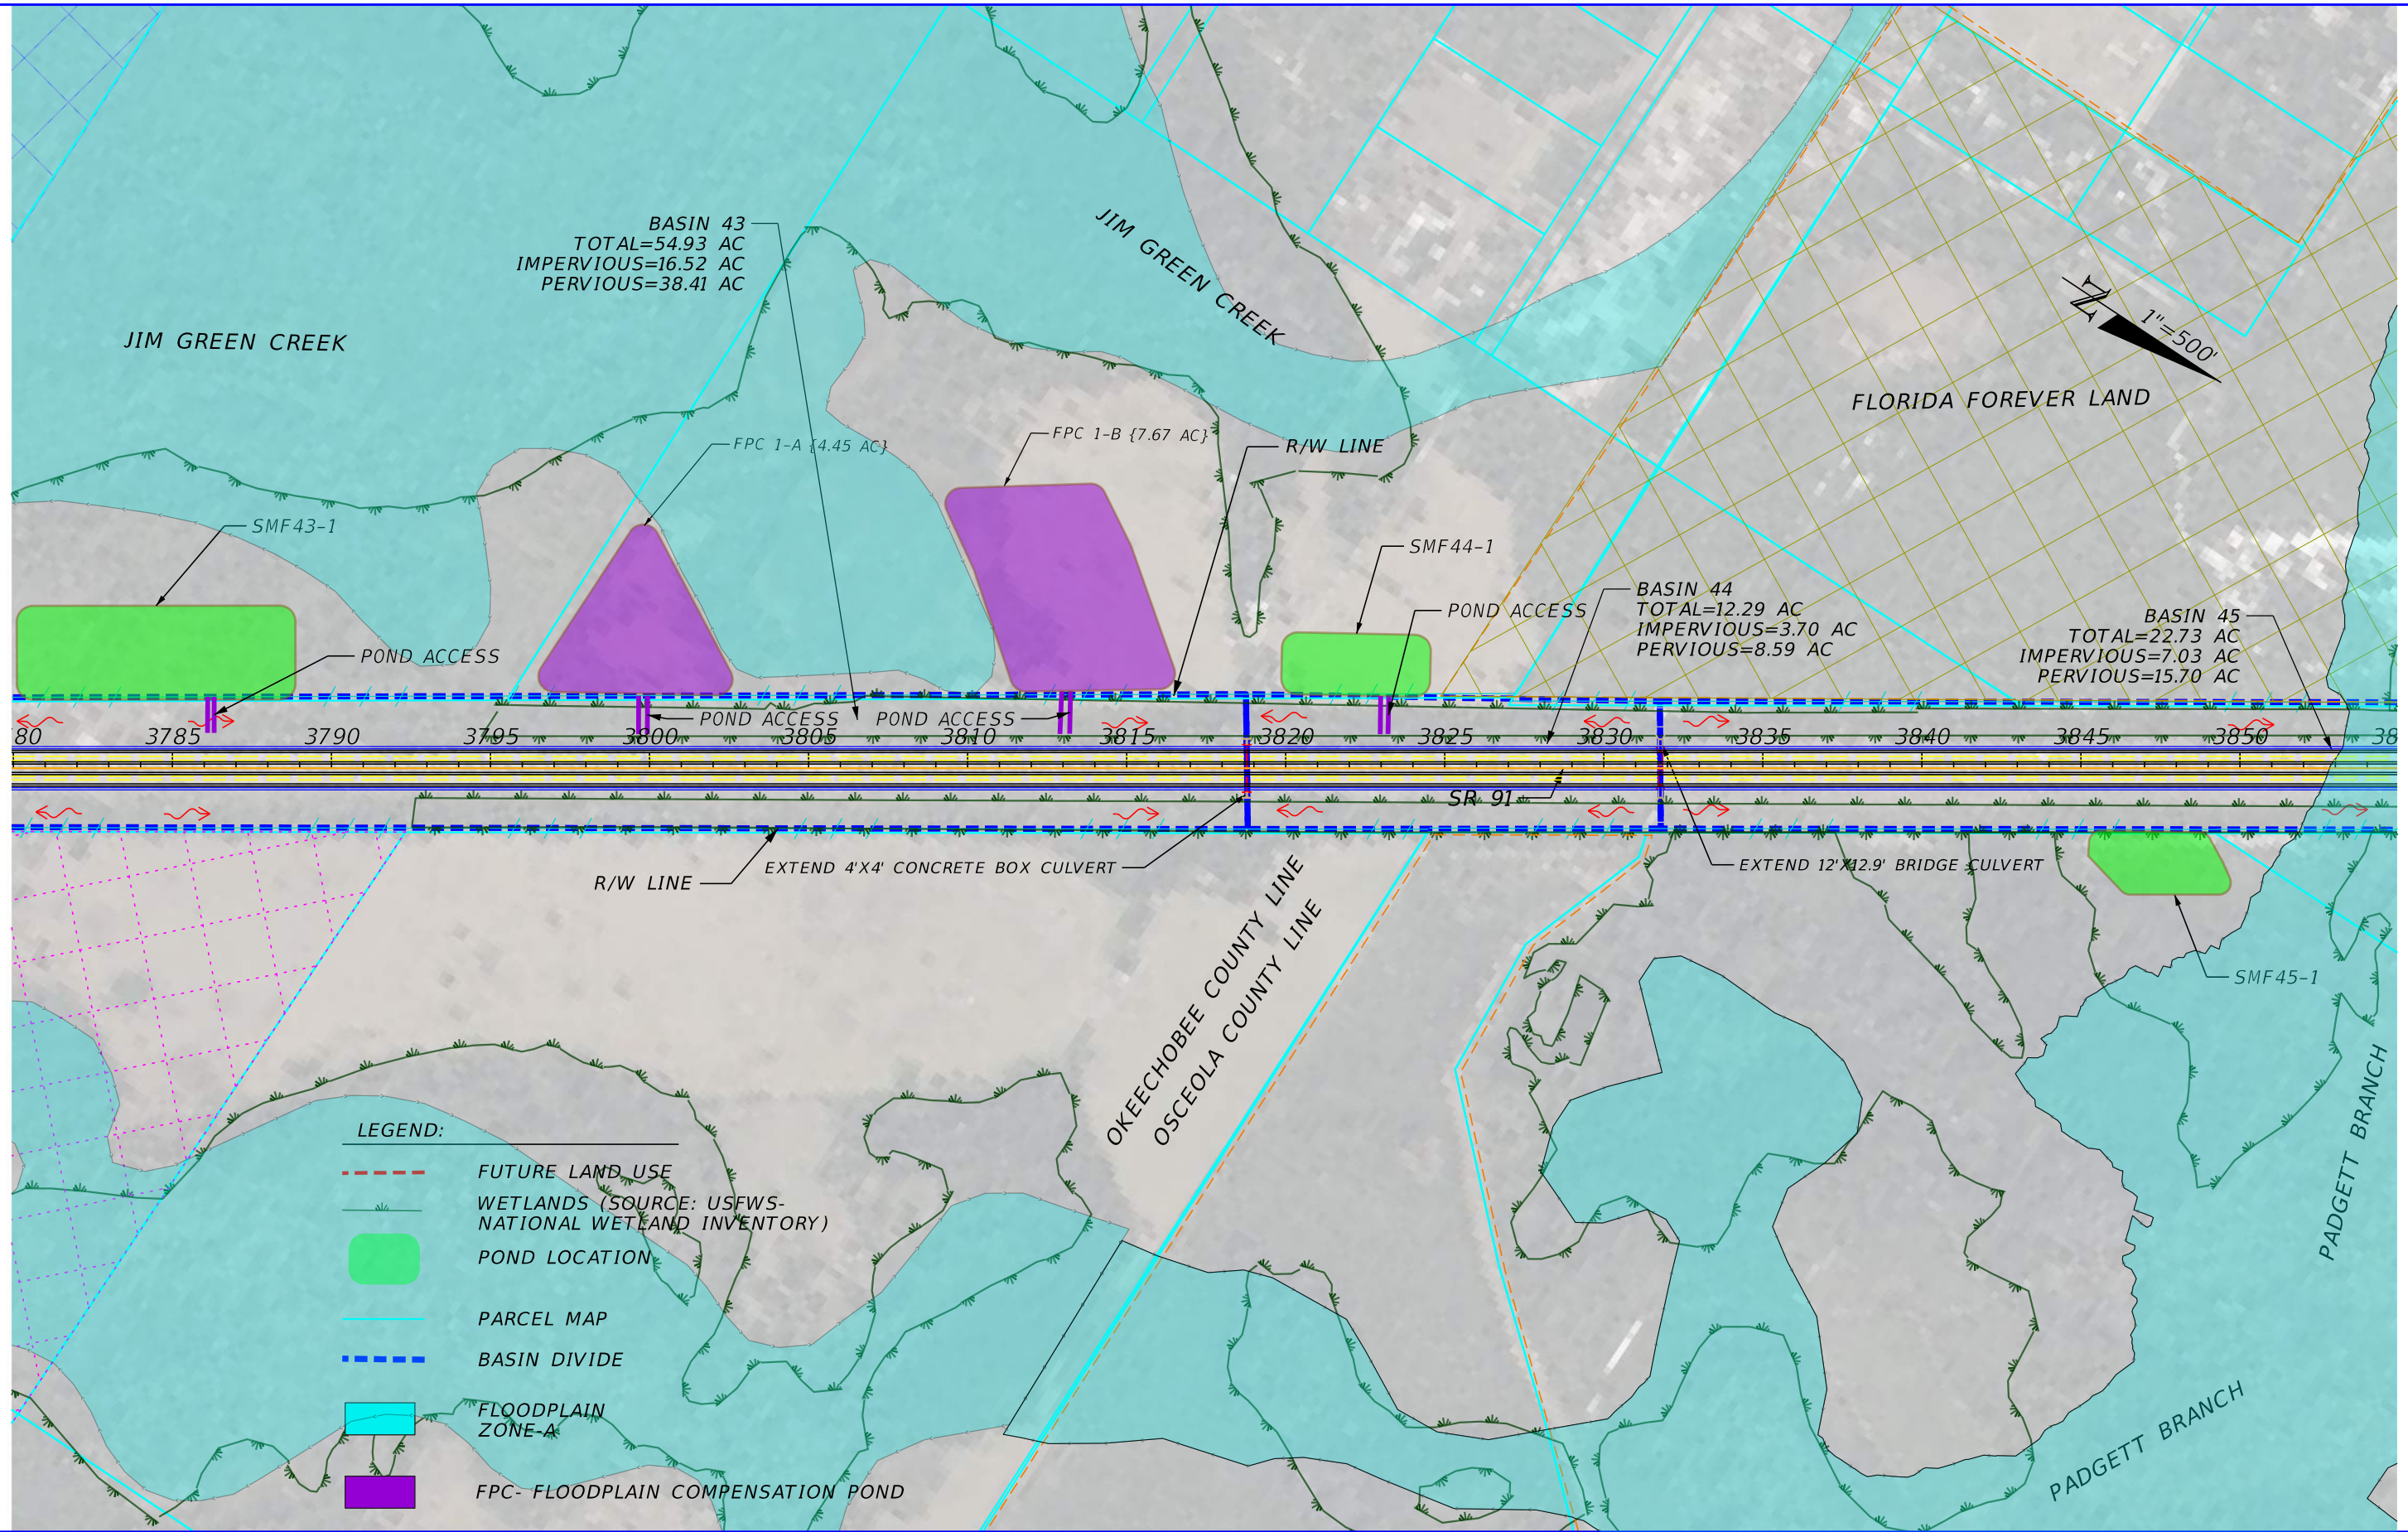 BASIN 43
TOTAL=54.93 AC
IMPERVIOUS=16.52 AC
PERVIOUS=38.41 AC
JIM GREEN CREEK
JIM GREEN CREEK
N
1"=500'
FLORIDA FOREVER LAND
FPC 1-A {4.45 AC}
FPC 1-B {7.67 AC}
R/W LINE
SMF43-1
SMF44-1
POND ACCESS
BASIN 44
TOTAL=12.29 AC
IMPERVIOUS=3.70 AC
PERVIOUS=8.59 AC
BASIN 45
TOTAL=22.73 AC
IMPERVIOUS=7.03 AC
PERVIOUS=15.70 AC
POND ACCESS
POND ACCESS
POND ACCESS
80 3785 3790 3795 3800 3805 3810 3815 3820 3825 3830 3835 3840 3845 3850 38
SR 91
EXTEND 4'X4' CONCRETE BOX CULVERT
EXTEND 12'X12.9' BRIDGE CULVERT
R/W LINE
SMF45-1
OKEECHOBEE COUNTY LINE
OSCEOLA COUNTY LINE
PADGETT BRANCH
PADGETT BRANCH
LEGEND:
FUTURE LAND USE
WETLANDS (SOURCE: USFWS-
NATIONAL WETLAND INVENTORY)
POND LOCATION
PARCEL MAP
BASIN DIVIDE
FLOODPLAIN
ZONE-A
FPC- FLOODPLAIN COMPENSATION POND